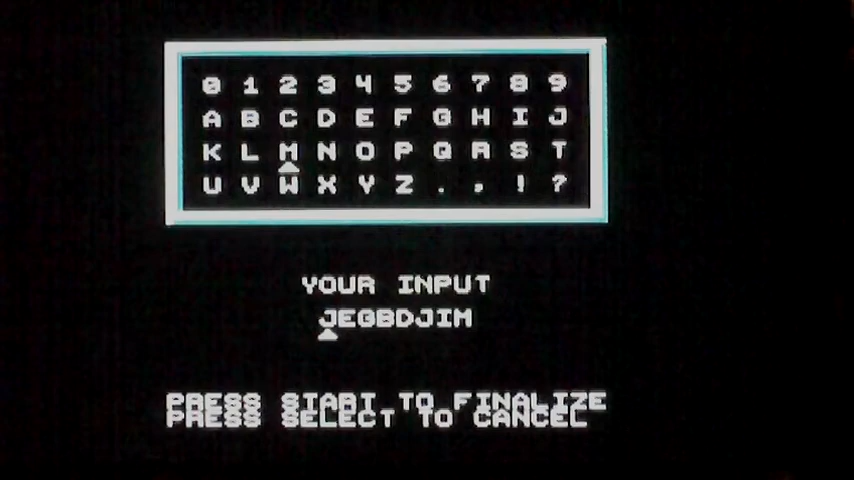 0 1 2 3 4 5 6 7 8 9
A B C D E F G H I J
K L M N O P Q R S T
U V W X Y Z . , ! ?
YOUR INPUT
JEGBDJIM
PRESS START TO FINALIZE
PRESS SELECT TO CANCEL